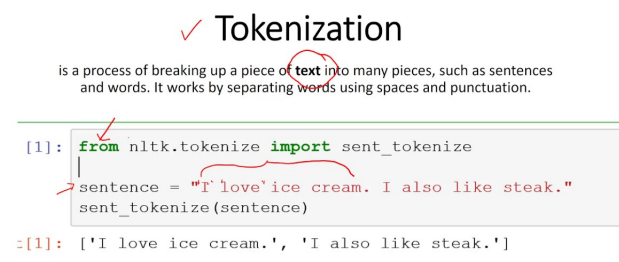 Tokenization
is a process of breaking up a piece of text into many pieces, such as sentences
and words. It works by separating words using spaces and punctuation.
[1]: from nltk.tokenize import sent_tokenize
sentence = "I love ice cream. I also like steak."
sent_tokenize(sentence)
t[1]: ['I love ice cream.', 'I also like steak.']